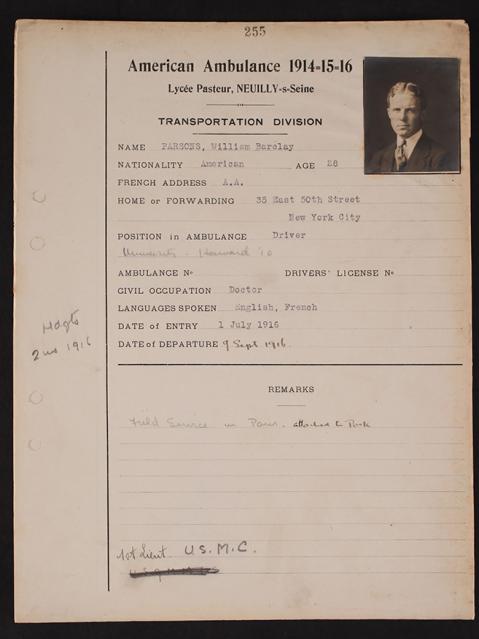 255
American Ambulance 1914-15-16
Lycée Pasteur, NEUILLY-s-Seine
TRANSPORTATION DIVISION
NAME PARSONS, William Barclay
NATIONALITY American AGE 28
FRENCH ADDRESS A.A.
HOME or FORWARDING 35 East 50th Street
New York City
POSITION in AMBULANCE Driver
University - Harvard '10
AMBULANCE No DRIVERS' LICENSE No
CIVIL OCCUPATION Doctor
LANGUAGES SPOKEN English, French
DATE of ENTRY 1 July 1916
DATE of DEPARTURE 9 Sept 1916.
2nd 1916
REMARKS
Field Service in Paris. attached to
1st Lieut. U.S.M.C.